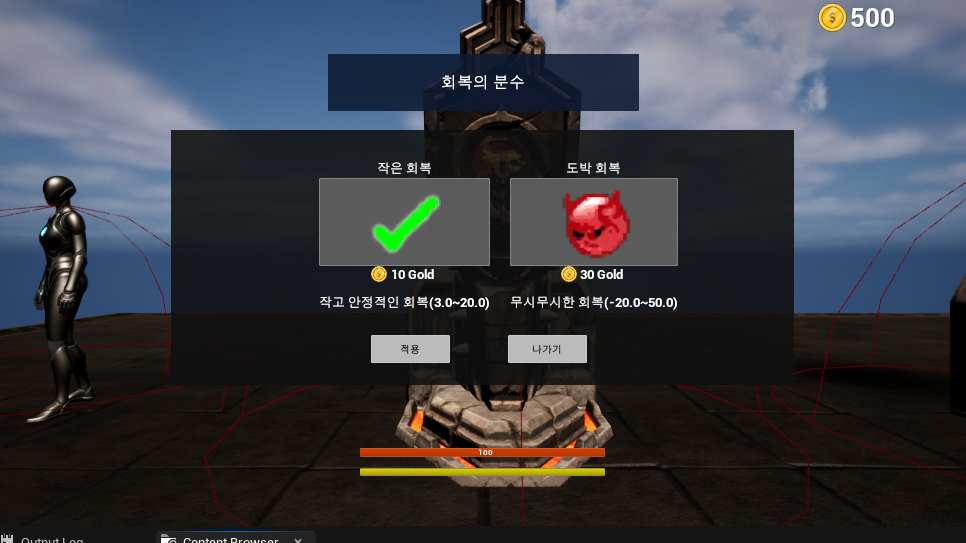 500
회복의 분수
작은 회복
도박 회복
10 Gold
30 Gold
작고 안정적인 회복(3.0~20.0)
무시무시한 회복(-20.0~50.0)
적용
나가기
100
Output Log
Content Browser